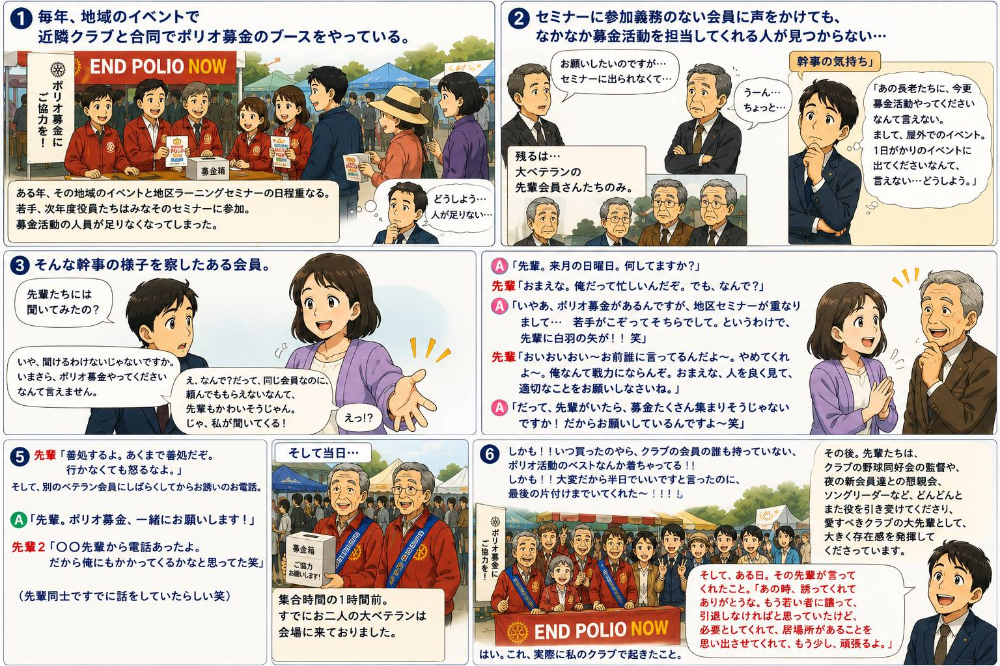 1 毎年、地域のイベントで
近隣クラブと合同でポリオ募金のブースをやっている。
END POLIO NOW
ポリオ募金に
ご協力を！
募金箱
ある年、その地域のイベントと地区ラーニングセミナーの日程重なる。
若手、次年度役員たちはみなそのセミナーに参加。
募金活動の人員が足りなくなってしまった。
どうしよう…
人が足りない…
2 セミナーに参加義務のない会員に声をかけても、
なかなか募金活動を担当してくれる人が見つからない…
お願いしたいのですが…
セミナーに出られなくて…
うーん…
ちょっと…
残るは…
大ベテランの
先輩会員さんたちのみ。
幹事の気持ち」
「あの長老たちに、今更
募金活動やってください
なんて言えない。
まして、屋外でのイベント。
1日がかりのイベントに
出てくださいなんて、
言えない…どうしよう。」
3 そんな幹事の様子を察したある会員。
先輩たちには
聞いてみたの？
いや、聞けるわけないじゃないですか。
いまさら、ポリオ募金やってください
なんて言えません。
え、なんで？だって、同じ会員なのに、
頼んでももらえないなんて、
先輩もかわいそうじゃん。
じゃ、私が聞いてくる！
えっ!?
A「先輩。来月の日曜日。何してますか？」
先輩「おまえな。俺だって忙しいんだぞ。でも、なんで？」
A「いやあ、ポリオ募金があるんですが、地区セミナーが重なり
まして… 若手がこぞってそちらでして。というわけで、
先輩に白羽の矢が！！ 笑」
先輩「おいおいおい〜お前誰に言ってるんだよ〜。やめてくれ
よ〜。俺なんて戦力にならんぞ。おまえな、人を良く見て、
適切なことをお願いしなさいね。」
A「だって、先輩がいたら、募金たくさん集まりそうじゃない
ですか！だからお願いしているんですよ〜笑」
5 先輩「善処するよ。あくまで善処だぞ。
行かなくても怒るなよ。」
そして、別のベテラン会員にしばらくしてからお誘いのお電話。
A「先輩。ポリオ募金、一緒にお願いします！」
先輩2「〇〇先輩から電話あったよ。
だから俺にもかかってくるかなと思ってた笑」
（先輩同士ですでに話をしていたらしい笑）
そして当日…
募金箱
ご協力
お願いします！
集合時間の1時間前。
すでにお二人の大ベテランは
会場に来ておりました。
6 しかも！！いつ買ったのやら、クラブの会員の誰も持っていない、
ポリオ活動のベストなんか着ちゃってる！！
しかも！！大変だから半日でいいですと言ったのに、
最後の片付けまでいてくれた〜！！！！
ポリオ募金に
ご協力を！
END POLIO NOW
はい。これ、実際に私のクラブで起きたこと。
その後。先輩たちは、
クラブの野球同好会の監督や、
夜の新会員達との懇親会、
ソングリーダーなど、どんどんと
また役を引き受けてくださり、
愛すべきクラブの大先輩として、
大きく存在感を発揮して
くださっています。
そして、ある日。その先輩が言って
くれたこと。「あの時、誘ってくれて
ありがとうな。もう若い者に譲って、
引退しなければと思っていたけど、
必要としてくれて、居場所があることを
思い出させてくれて、もう少し、頑張るよ。」